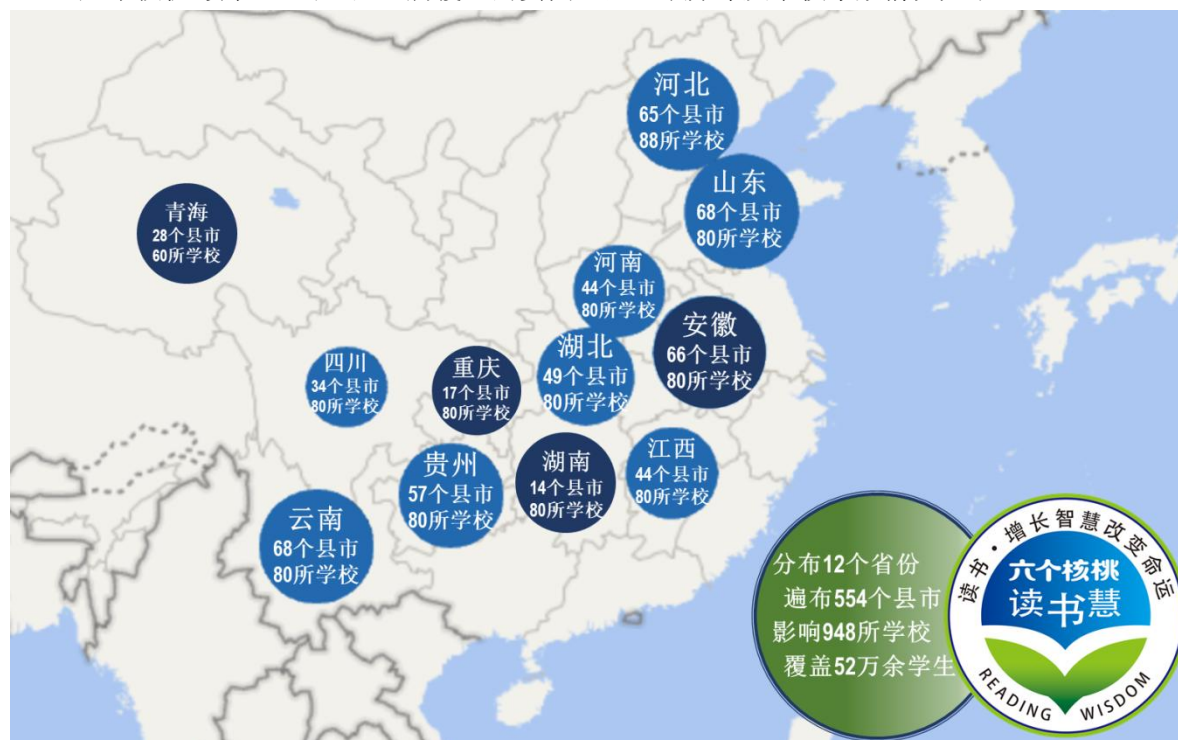 河北
65个县市
88所学校
山东
68个县市
80所学校
青海
28个县市
60所学校
河南
44个县市
80所学校
安徽
66个县市
80所学校
湖北
49个县市
80所学校
四川
34个县市
80所学校
重庆
17个县市
80所学校
江西
44个县市
80所学校
湖南
14个县市
80所学校
贵州
57个县市
80所学校
云南
68个县市
80所学校
分布12个省份
遍布554个县市
影响948所学校
覆盖52万余学生
读书·增长智慧改变命运
六个核桃
读书慧
READING WISDOM